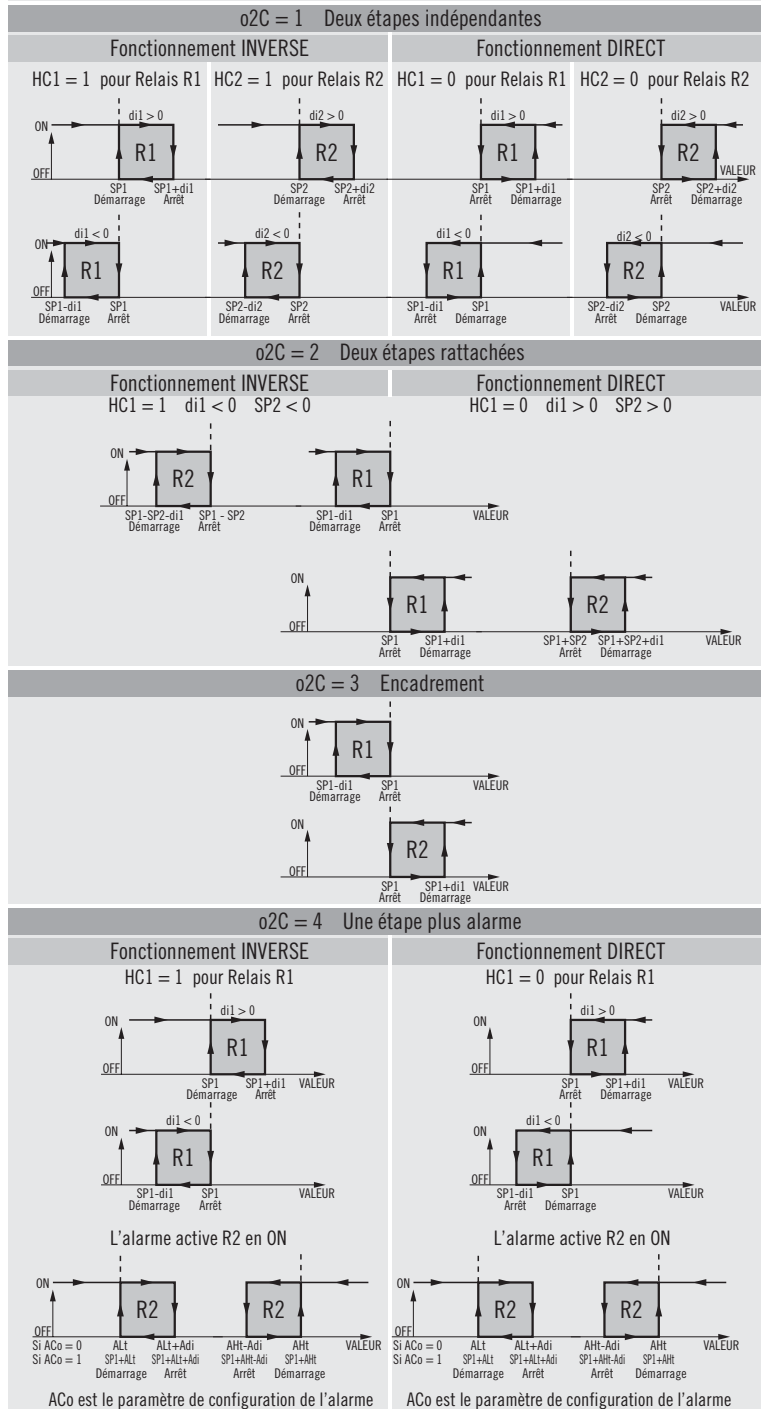 o2C = 1 Deux étapes indépendantes
Fonctionnement INVERSE
Fonctionnement DIRECT
HC1 = 1 pour Relais R1
HC2 = 1 pour Relais R2
HC1 = 0 pour Relais R1
HC2 = 0 pour Relais R2
di1 > 0
di2 > 0
di1 > 0
di2 > 0
ON
R1
R2
R1
R2
OFF
VALEUR
SP1 SP1+di1
Démarrage Arrêt
SP2 SP2+di2
Démarrage Arrêt
SP1 SP1+di1
Arrêt Démarrage
SP2 SP2+di2
Arrêt Démarrage
di1 < 0
di2 < 0
di1 < 0
di2 < 0
ON
R1
R2
R1
R2
OFF
VALEUR
SP1-di1 SP1
Démarrage Arrêt
SP2-di2 SP2
Démarrage Arrêt
SP1-di1 SP1
Arrêt Démarrage
SP2-di2 SP2
Arrêt Démarrage
o2C = 2 Deux étapes rattachées
Fonctionnement INVERSE
Fonctionnement DIRECT
HC1 = 1 di1 < 0 SP2 < 0
HC1 = 0 di1 > 0 SP2 > 0
ON
R2
R1
OFF
VALEUR
SP1-SP2-di1 SP1 - SP2
Démarrage Arrêt
SP1-di1 SP1
Démarrage Arrêt
ON
R1
R2
OFF
VALEUR
SP1 SP1+di1
Arrêt Démarrage
SP1+SP2 SP1+SP2+di1
Arrêt Démarrage
o2C = 3 Encadrement
ON
R1
OFF
VALEUR
SP1-di1 SP1
Démarrage Arrêt
ON
R2
OFF
SP1 SP1+di1 VALEUR
Arrêt Démarrage
o2C = 4 Une étape plus alarme
Fonctionnement INVERSE
Fonctionnement DIRECT
HC1 = 1 pour Relais R1
HC1 = 0 pour Relais R1
di1 > 0
di1 > 0
ON
R1
ON
R1
OFF
OFF
SP1 SP1+di1 VALEUR
Démarrage Arrêt
SP1 SP1+di1 VALEUR
Arrêt Démarrage
di1 < 0
di1 < 0
ON
R1
ON
R1
OFF
OFF
SP1-di1 SP1 VALEUR
Démarrage Arrêt
SP1-di1 SP1 VALEUR
Arrêt Démarrage
L'alarme active R2 en ON
L'alarme active R2 en ON
ON
R2
R2
ON
R2
R2
OFF
OFF
Si ACo = 0 ALt ALt+Adi AHt-Adi AHt VALEUR
Si ACo = 1 SP1+ALt SP1+ALt+Adi SP1+AHt-Adi SP1+AHt
Démarrage Arrêt Arrêt Démarrage
Si ACo = 0 ALt ALt+Adi AHt-Adi AHt VALEUR
Si ACo = 1 SP1+ALt SP1+ALt+Adi SP1+AHt-Adi SP1+AHt
Démarrage Arrêt Arrêt Démarrage
ACo est le paramètre de configuration de l'alarme
ACo est le paramètre de configuration de l'alarme